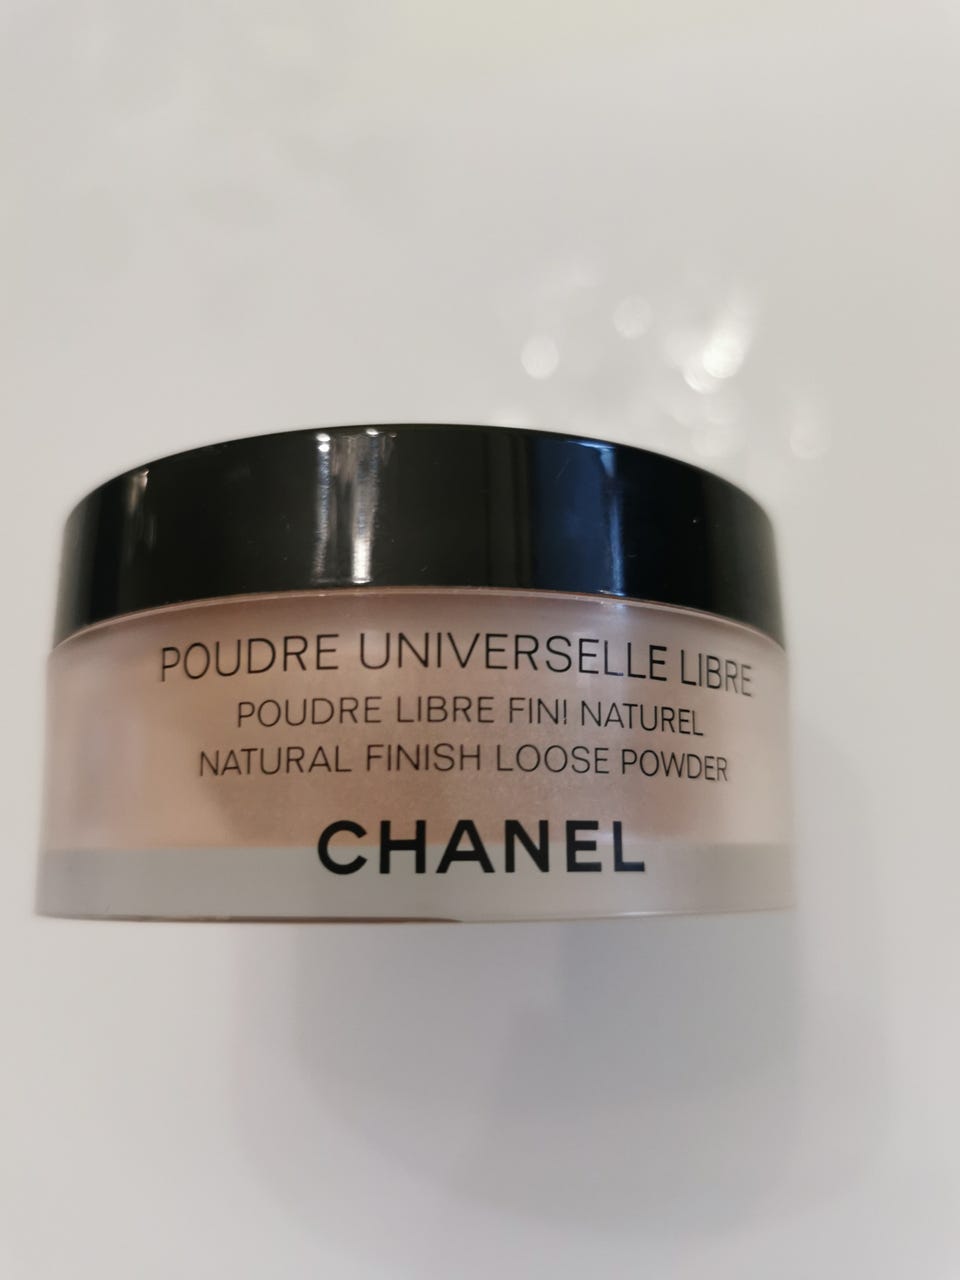 POUDRE UNIVERSELLE LIBRE
POUDRE LIBRE FINI NATUREL
NATURAL FINISH LOOSE POWDER
CHANEL